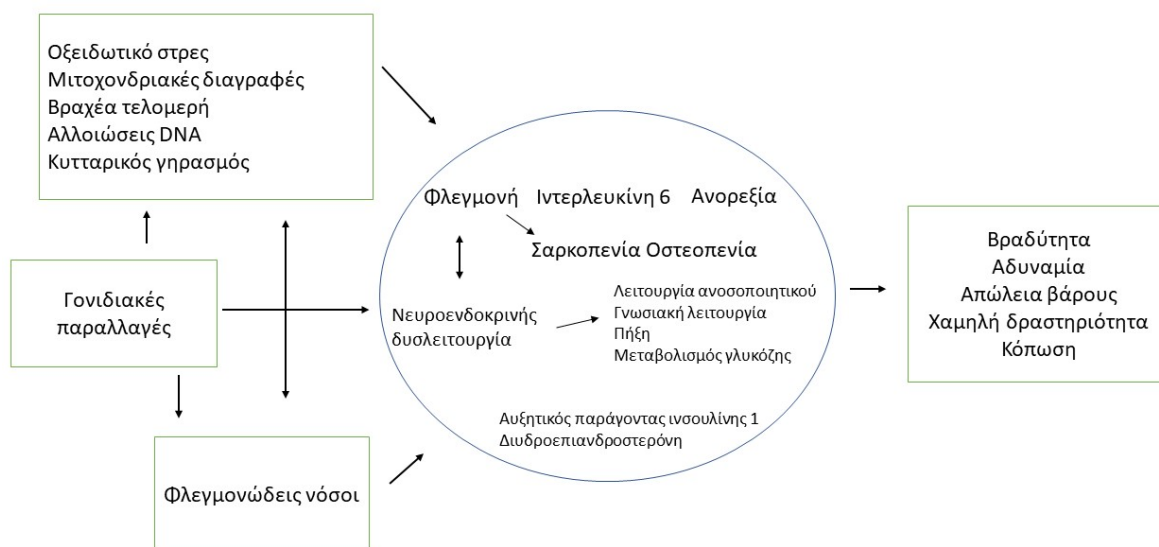 Οξειδωτικό στρες
Μιτοχονδριακές διαγραφές
Βραχέα τελομερή
Αλλοιώσεις DNA
Κυτταρικός γηρασμός
Γονιδιακές
παραλλαγές
Φλεγμονώδεις νόσοι
Φλεγμονή Ιντερλευκίνη 6 Ανορεξία
Σαρκοπενία Οστεοπενία
Νευροενδοκρινής
δυσλειτουργία
Λειτουργία ανοσοποιητικού
Γνωσιακή λειτουργία
Πήξη
Μεταβολισμός γλυκόζης
Αυξητικός παράγοντας ινσουλίνης 1
Διυδροεπιανδροστερόνη
Βραδύτητα
Αδυναμία
Απώλεια βάρους
Χαμηλή δραστηριότητα
Κόπωση